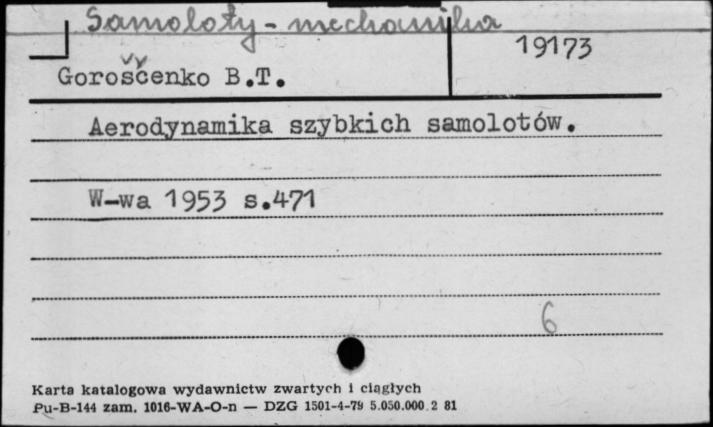 Samoloty - mechanika
19173
Goroščenko B.T.
Aerodynamika szybkich samolotów.
W-wa 1953 s.471
6
Karta katalogowa wydawnictw zwartych i ciągłych
Pu-B-144 zam. 1016-WA-O-n — DZG 1501-4-79 5.050.000 2 81